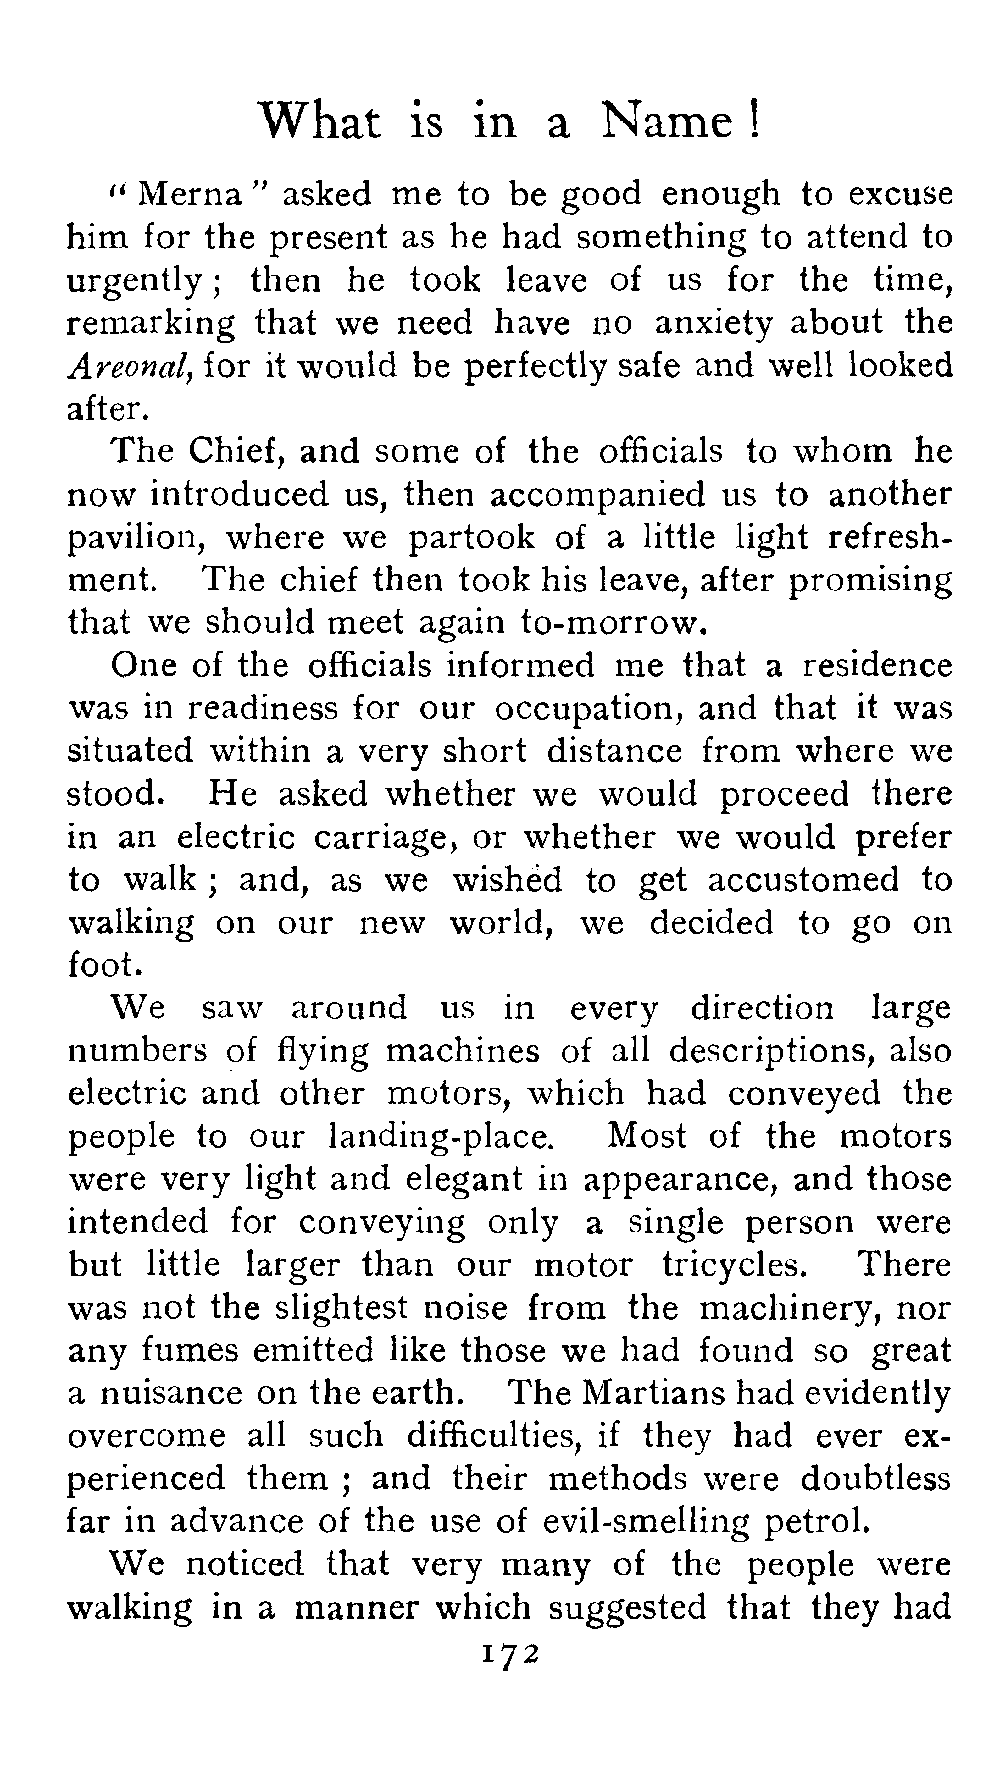 What is in a Name !
" Merna " asked me to be good enough to excuse
him for the present as he had something to attend to
urgently ; then he took leave of us for the time,
remarking that we need have no anxiety about the
Areonal, for it would be perfectly safe and well looked
after.
The Chief, and some of the officials to whom he
now introduced us, then accompanied us to another
pavilion, where we partook of a little light refresh-
ment. The chief then took his leave, after promising
that we should meet again to-morrow.
One of the officials informed me that a residence
was in readiness for our occupation, and that it was
situated within a very short distance from where we
stood. He asked whether we would proceed there
in an electric carriage, or whether we would prefer
to walk ; and, as we wished to get accustomed to
walking on our new world, we decided to go on
foot.
We saw around us in every direction large
numbers of flying machines of all descriptions, also
electric and other motors, which had conveyed the
people to our landing-place. Most of the motors
were very light and elegant in appearance, and those
intended for conveying only a single person were
but little larger than our motor tricycles. There
was not the slightest noise from the machinery, nor
any fumes emitted like those we had found so great
a nuisance on the earth. The Martians had evidently
overcome all such difficulties, if they had ever ex-
perienced them ; and their methods were doubtless
far in advance of the use of evil-smelling petrol.
We noticed that very many of the people were
walking in a manner which suggested that they had
172